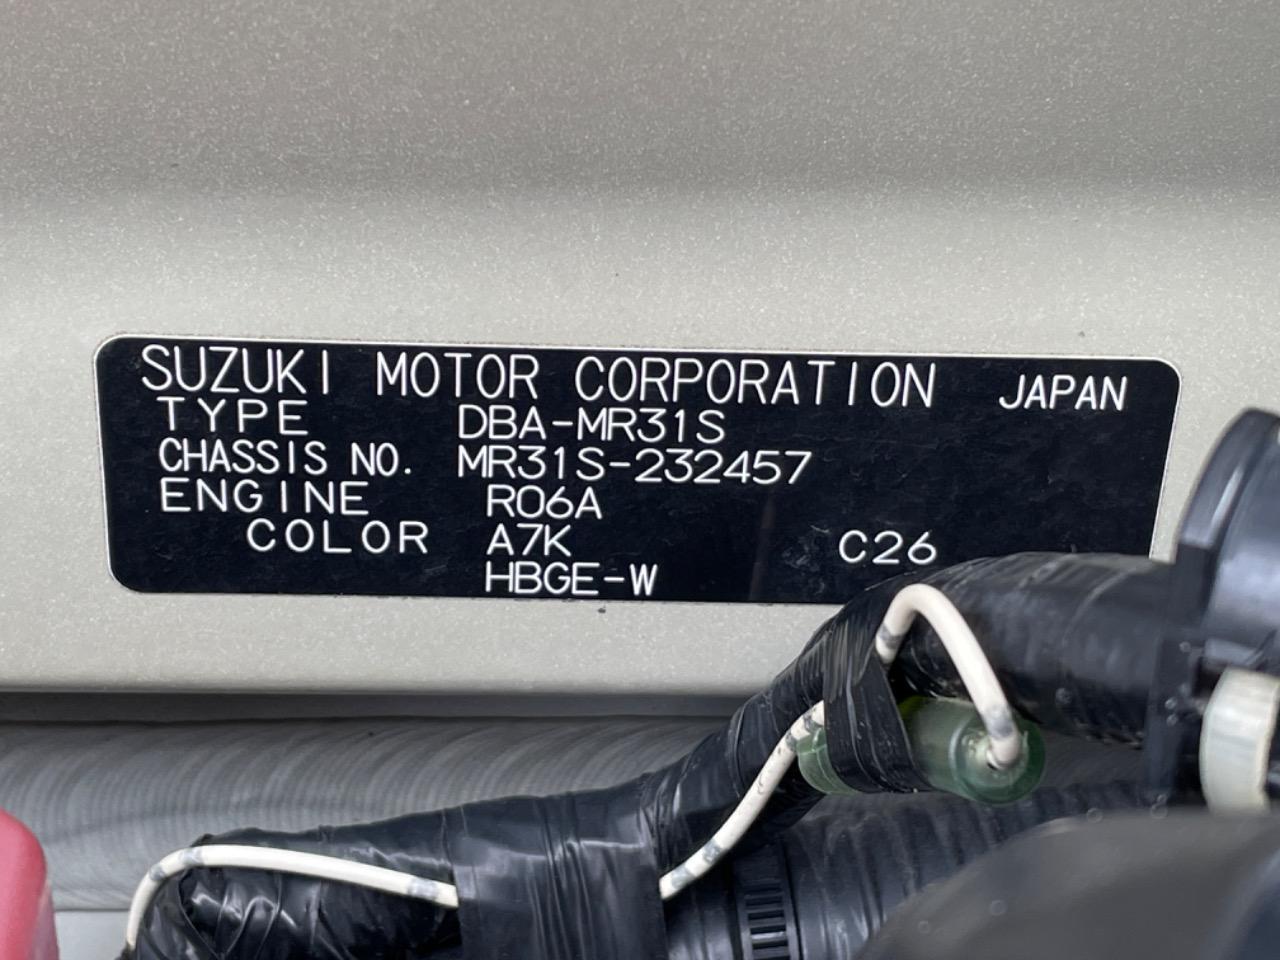 SUZUKI MOTOR CORPORATION JAPAN
TYPE DBA-MR31S
CHASSIS NO. MR31S-232457
ENGINE R06A
COLOR A7K C26
HBGE-W